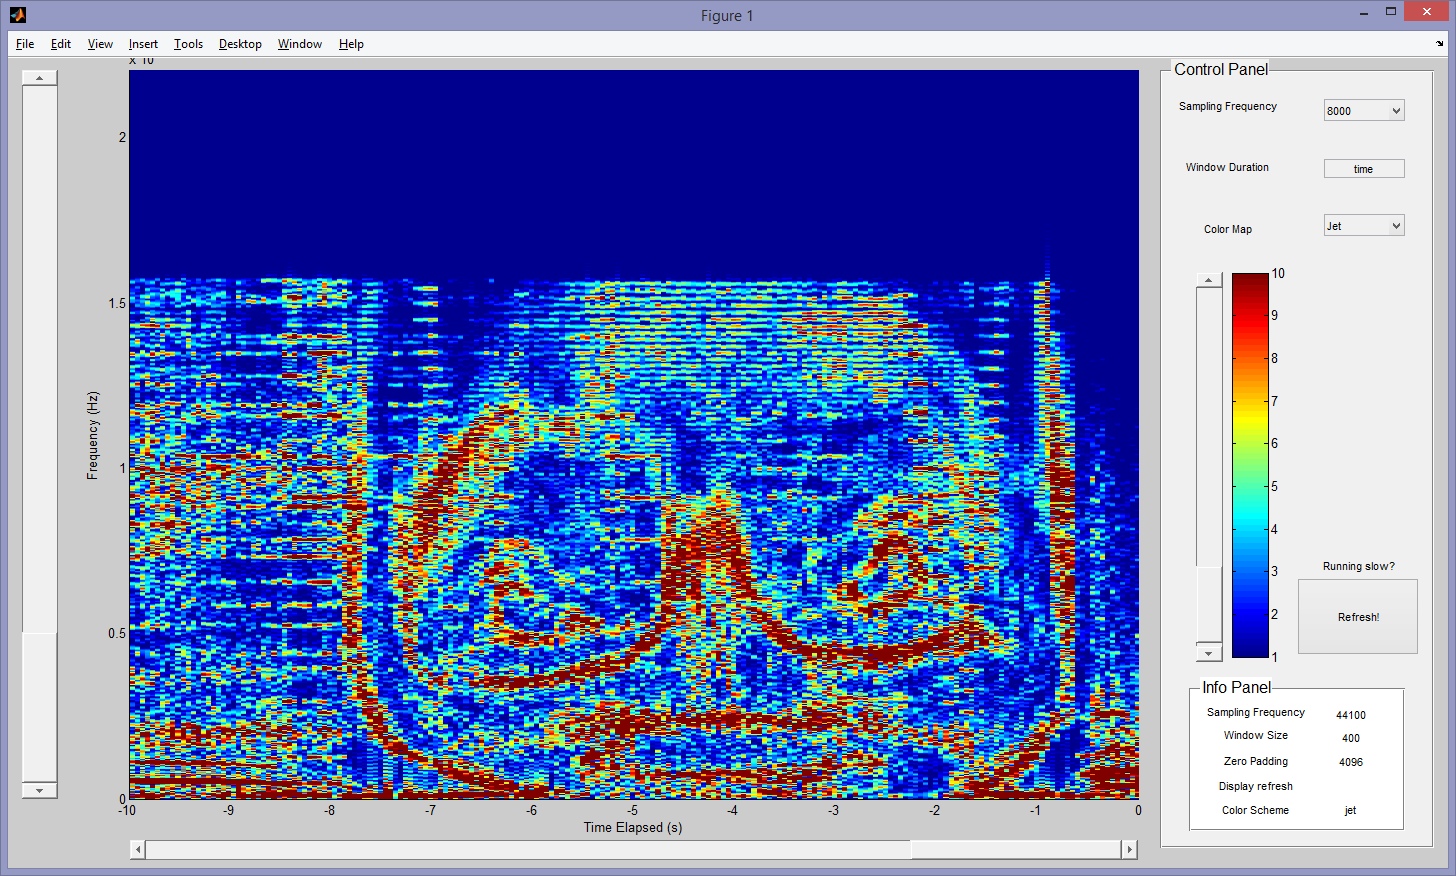 Figure 1
File Edit View Insert Tools Desktop Window Help
x 10
2
1.5
1
0.5
0
Frequency (Hz)
-10 -9 -8 -7 -6 -5 -4 -3 -2 -1 0
Time Elapsed (s)
Control Panel
Sampling Frequency 8000
Window Duration time
Color Map Jet
10
9
8
7
6
5
4
3
2
1
Running slow?
Refresh!
Info Panel
Sampling Frequency 44100
Window Size 400
Zero Padding 4096
Display refresh
Color Scheme jet